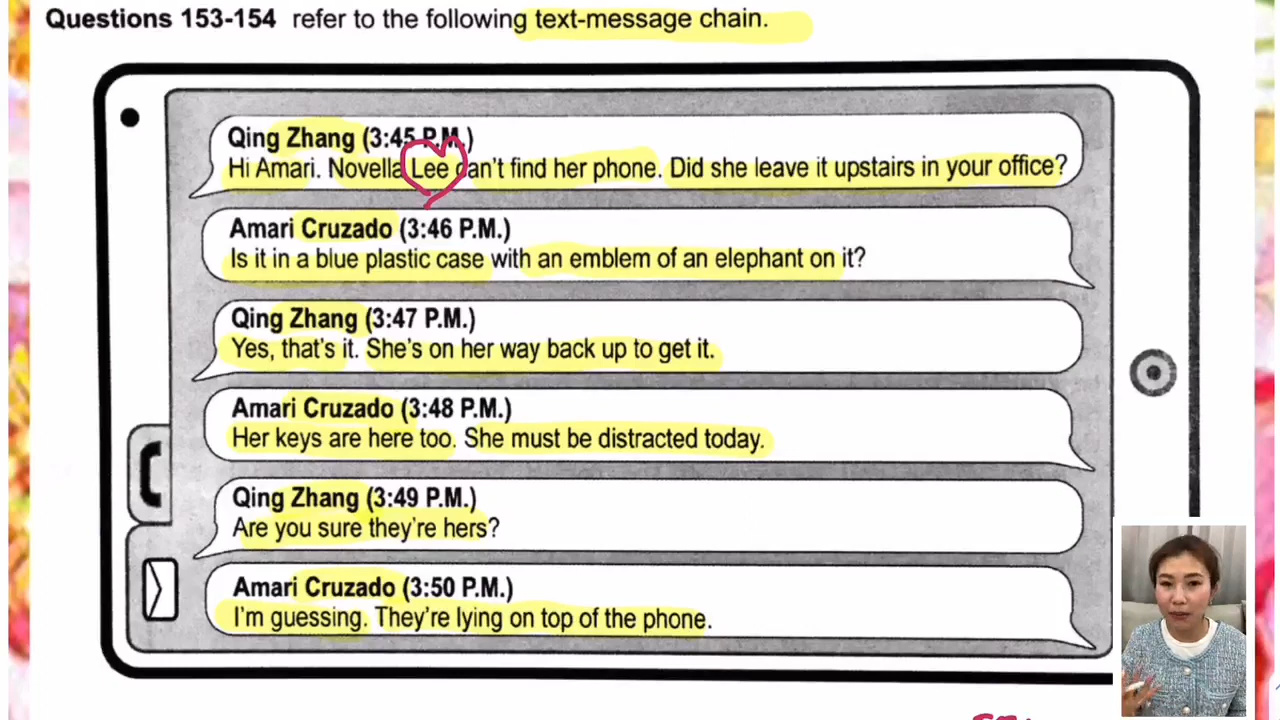 Questions 153-154 refer to the following text-message chain.
Qing Zhang (3:45 P.M.)
Hi Amari. Novella Lee can't find her phone. Did she leave it upstairs in your office?
Amari Cruzado (3:46 P.M.)
Is it in a blue plastic case with an emblem of an elephant on it?
Qing Zhang (3:47 P.M.)
Yes, that's it. She's on her way back up to get it.
Amari Cruzado (3:48 P.M.)
Her keys are here too. She must be distracted today.
Qing Zhang (3:49 P.M.)
Are you sure they're hers?
Amari Cruzado (3:50 P.M.)
I'm guessing. They're lying on top of the phone.